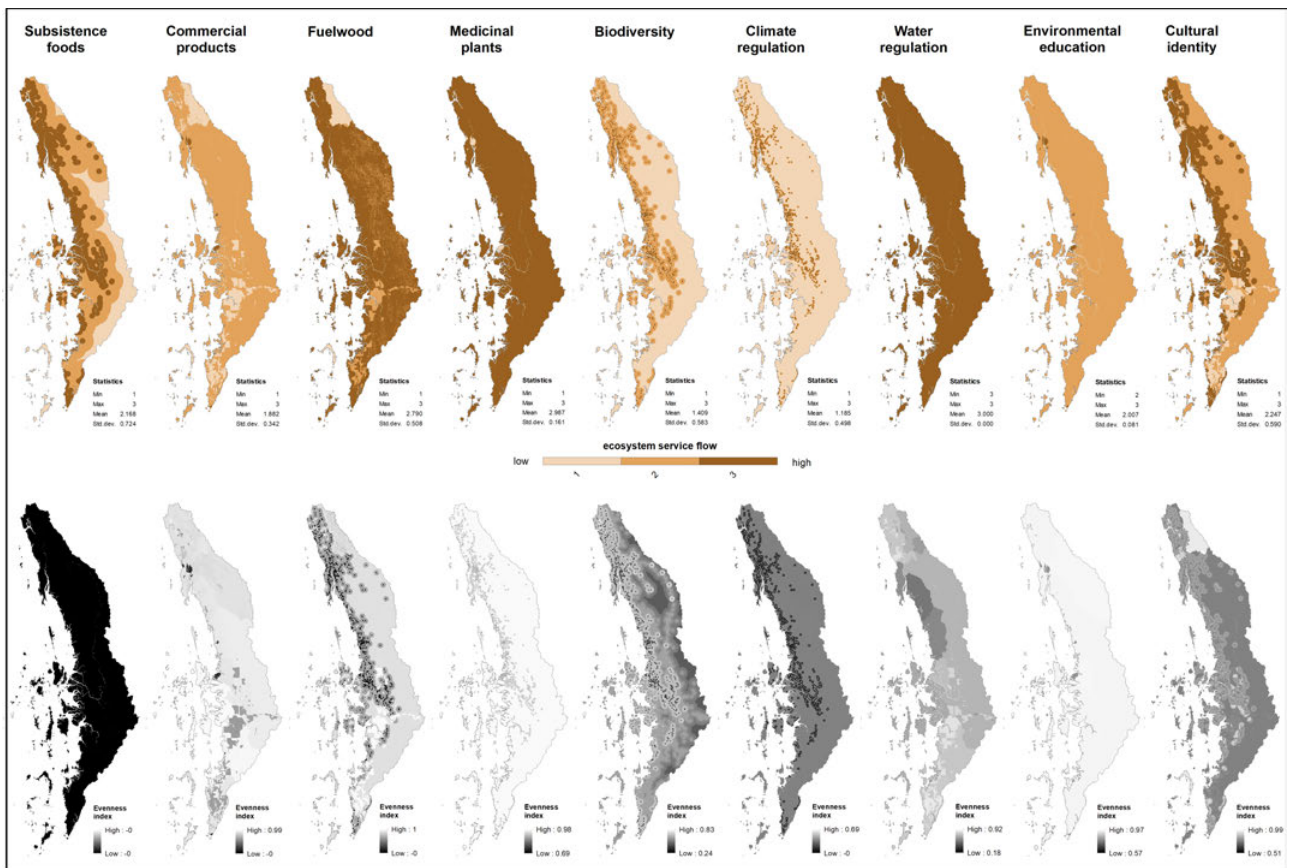 Subsistence foods
Commercial products
Fuelwood
Medicinal plants
Biodiversity
Climate regulation
Water regulation
Environmental education
Cultural identity
Statistics
Min 1
Max 3
Mean 2.168
Std.dev. 0.724
Statistics
Min 1
Max 3
Mean 1.882
Std.dev. 0.342
Statistics
Min 1
Max 3
Mean 2.790
Std.dev. 0.508
Statistics
Min 1
Max 3
Mean 2.967
Std.dev. 0.161
Statistics
Min 1
Max 3
Mean 1.409
Std.dev. 0.583
Statistics
Min 1
Max 3
Mean 1.185
Std.dev. 0.498
Statistics
Min 3
Max 3
Mean 3.000
Std.dev. 0.000
Statistics
Min 2
Max 3
Mean 2.007
Std.dev. 0.081
Statistics
Min 1
Max 3
Mean 2.247
Std.dev. 0.590
ecosystem service flow
low
high
1
2
3
Evenness index
High : -0
Low : -0
Evenness index
High : 0.99
Low : -0
Evenness index
High : 1
Low : -0
Evenness index
High : 0.98
Low : 0.69
Evenness index
High : 0.83
Low : 0.24
Evenness index
High : 0.69
Low : -0
Evenness index
High : 0.92
Low : 0.18
Evenness index
High : 0.97
Low : 0.57
Evenness index
High : 0.99
Low : 0.51